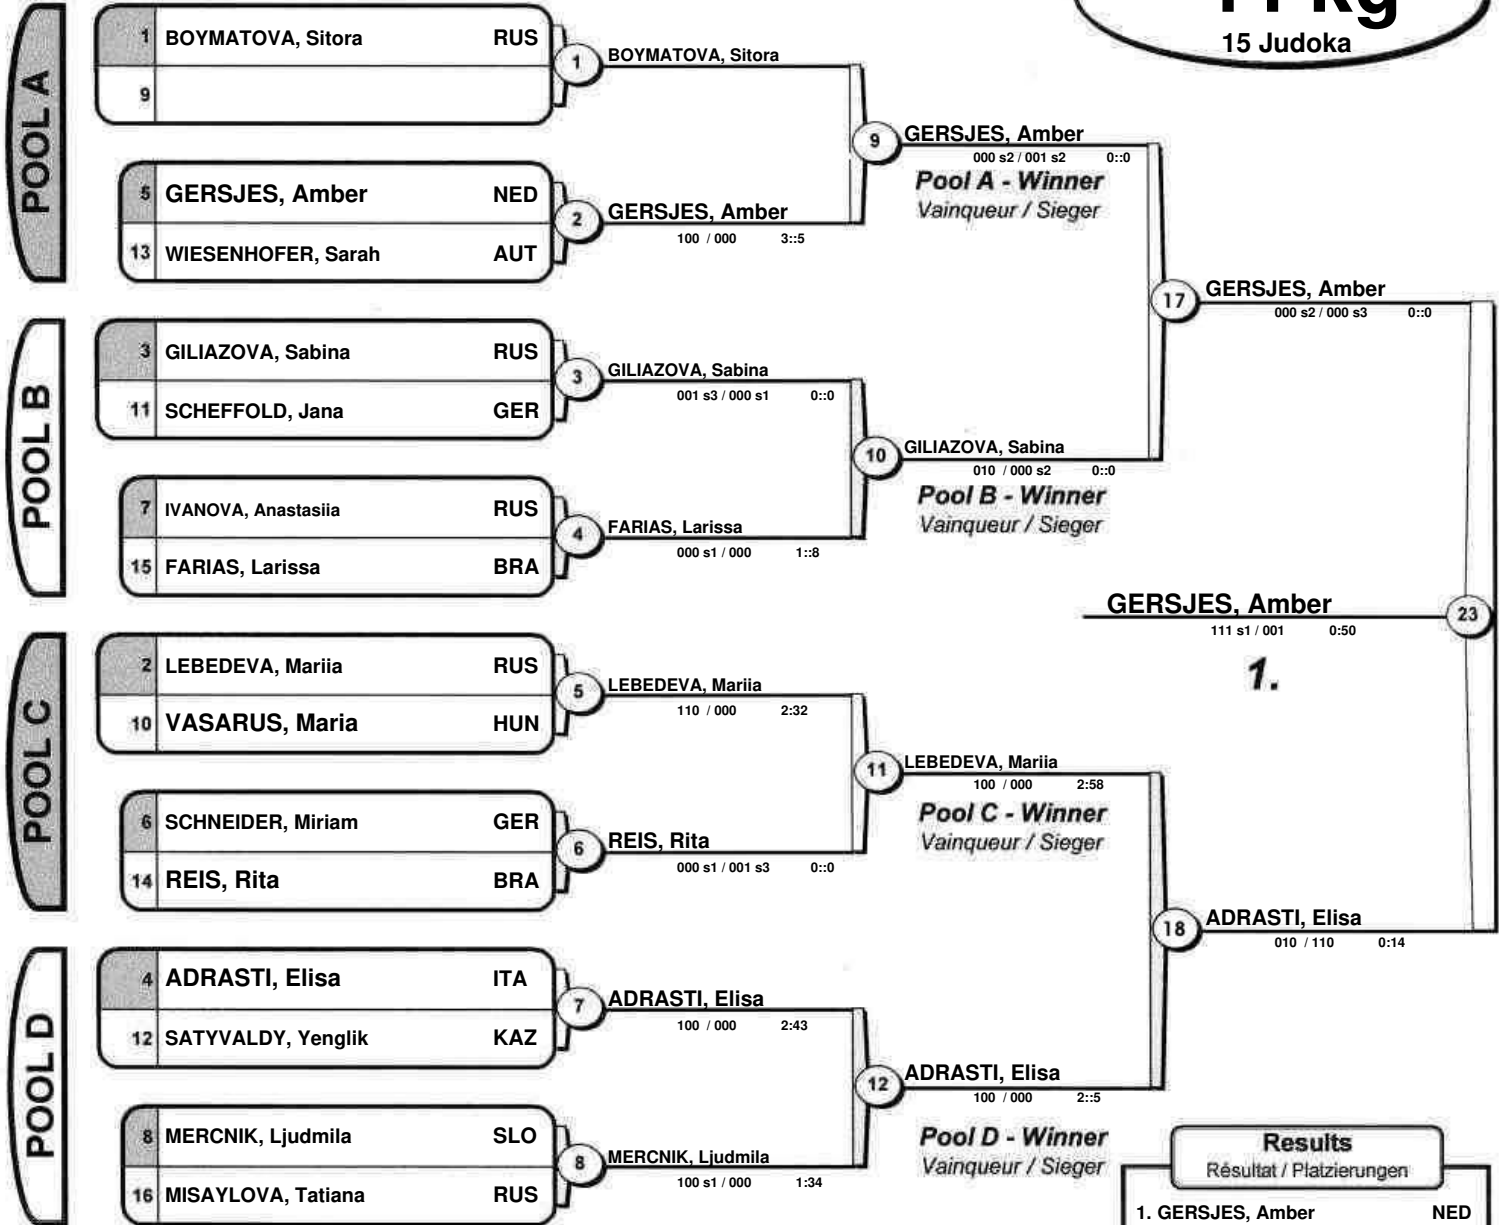 15 Judoka
POOL A
1 BOYMATOVA, Sitora RUS
9
1 BOYMATOVA, Sitora
5 GERSJES, Amber NED
13 WIESENHOFER, Sarah AUT
2 GERSJES, Amber
100 / 000 3::5
9 GERSJES, Amber
000 s2 / 001 s2 0::0
Pool A - Winner
Vainqueur / Sieger
POOL B
3 GILIAZOVA, Sabina RUS
11 SCHEFFOLD, Jana GER
3 GILIAZOVA, Sabina
001 s3 / 000 s1 0::0
7 IVANOVA, Anastasiia RUS
15 FARIAS, Larissa BRA
4 FARIAS, Larissa
000 s1 / 000 1::8
10 GILIAZOVA, Sabina
010 / 000 s2 0::0
Pool B - Winner
Vainqueur / Sieger
17 GERSJES, Amber
000 s2 / 000 s3 0::0
GERSJES, Amber 23
111 s1 / 001 0:50
1.
POOL C
2 LEBEDEVA, Mariia RUS
10 VASARUS, Maria HUN
5 LEBEDEVA, Mariia
110 / 000 2:32
6 SCHNEIDER, Miriam GER
14 REIS, Rita BRA
6 REIS, Rita
000 s1 / 001 s3 0::0
11 LEBEDEVA, Mariia
100 / 000 2:58
Pool C - Winner
Vainqueur / Sieger
POOL D
4 ADRASTI, Elisa ITA
12 SATYVALDY, Yenglik KAZ
7 ADRASTI, Elisa
100 / 000 2:43
8 MERCNIK, Ljudmila SLO
16 MISAYLOVA, Tatiana RUS
8 MERCNIK, Ljudmila
100 s1 / 000 1:34
12 ADRASTI, Elisa
100 / 000 2::5
Pool D - Winner
Vainqueur / Sieger
18 ADRASTI, Elisa
010 / 110 0:14
Results
Résultat / Platzierungen
1. GERSJES, Amber NED